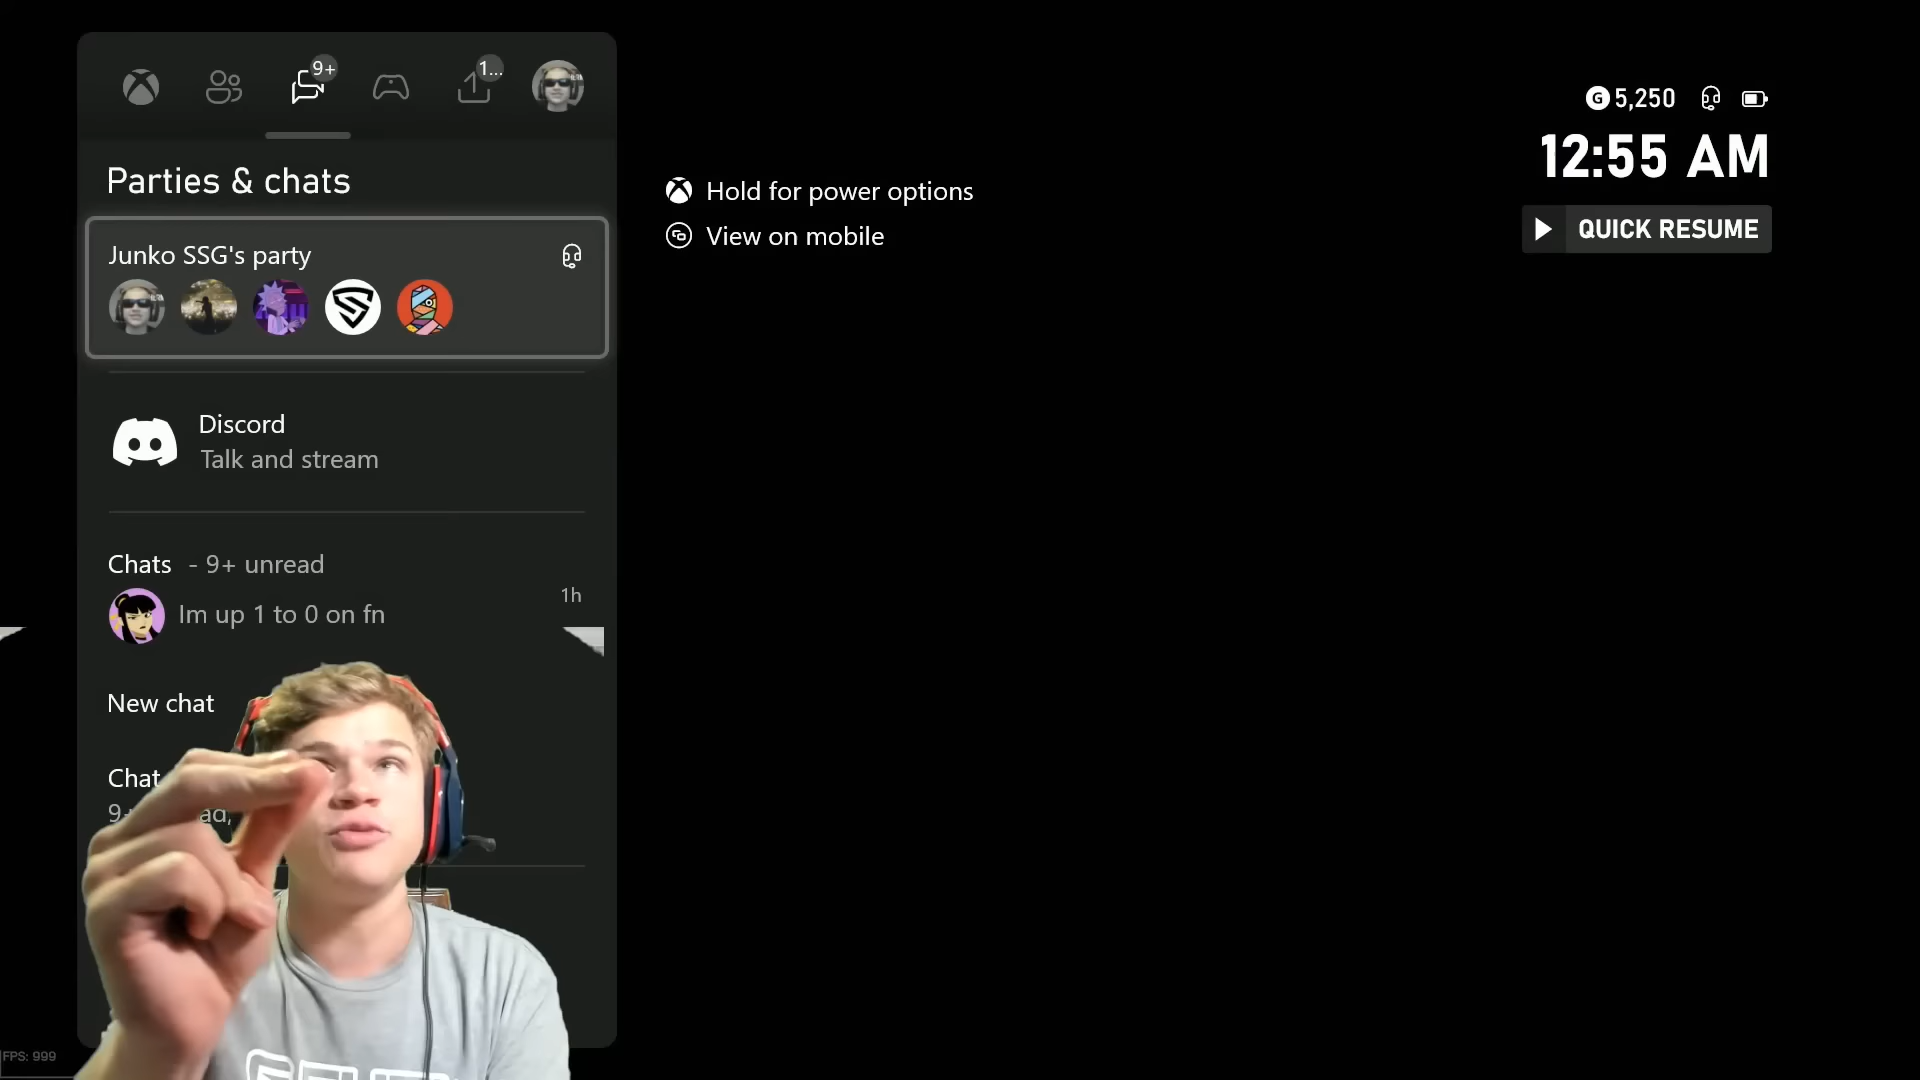 9+
1...
G 5,250
12:55 AM
QUICK RESUME
Hold for power options
View on mobile
Parties & chats
Junko SSG's party
Discord
Talk and stream
Chats - 9+ unread
1h
Im up 1 to 0 on fn
New chat
Chat
FPS: 999